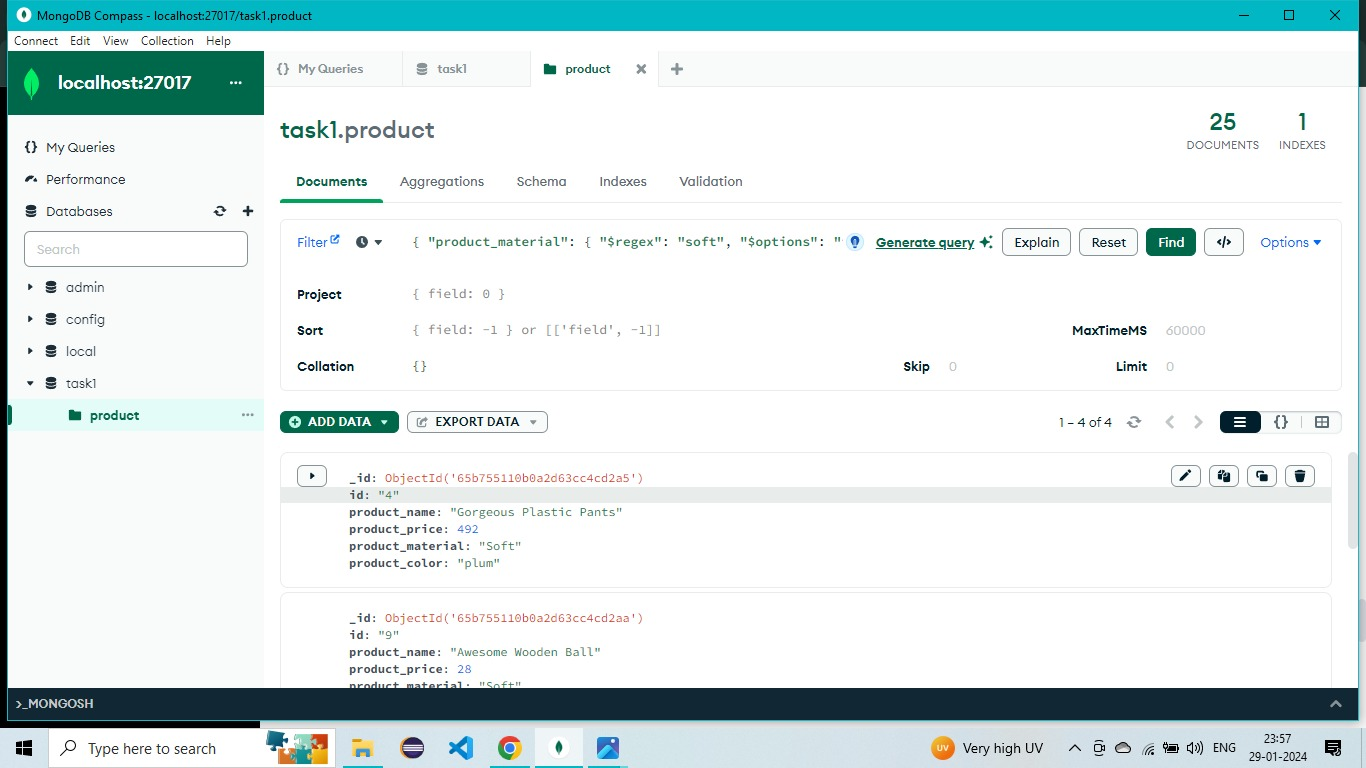 MongoDB Compass - localhost:27017/task1.product
Connect Edit View Collection Help
localhost:27017 ...
{} My Queries
task1
product
task1.product
25
DOCUMENTS
1
INDEXES
{} My Queries
Performance
Databases
Search
admin
config
local
task1
product ...
Documents Aggregations Schema Indexes Validation
Filter { "product_material": { "$regex": "soft", "$options": " Generate query Explain Reset Find </> Options
Project { field: 0 }
Sort { field: -1 } or [['field', -1]] MaxTimeMS 60000
Collation {} Skip 0 Limit 0
ADD DATA EXPORT DATA 1 – 4 of 4 {}
_id: ObjectId('65b755110b0a2d63cc4cd2a5')
id: "4"
product_name: "Gorgeous Plastic Pants"
product_price: 492
product_material: "Soft"
product_color: "plum"
_id: ObjectId('65b755110b0a2d63cc4cd2aa')
id: "9"
product_name: "Awesome Wooden Ball"
product_price: 28
product_material: "Soft"
>_MONGOSH
Type here to search
UV Very high UV ENG
23:57
29-01-2024